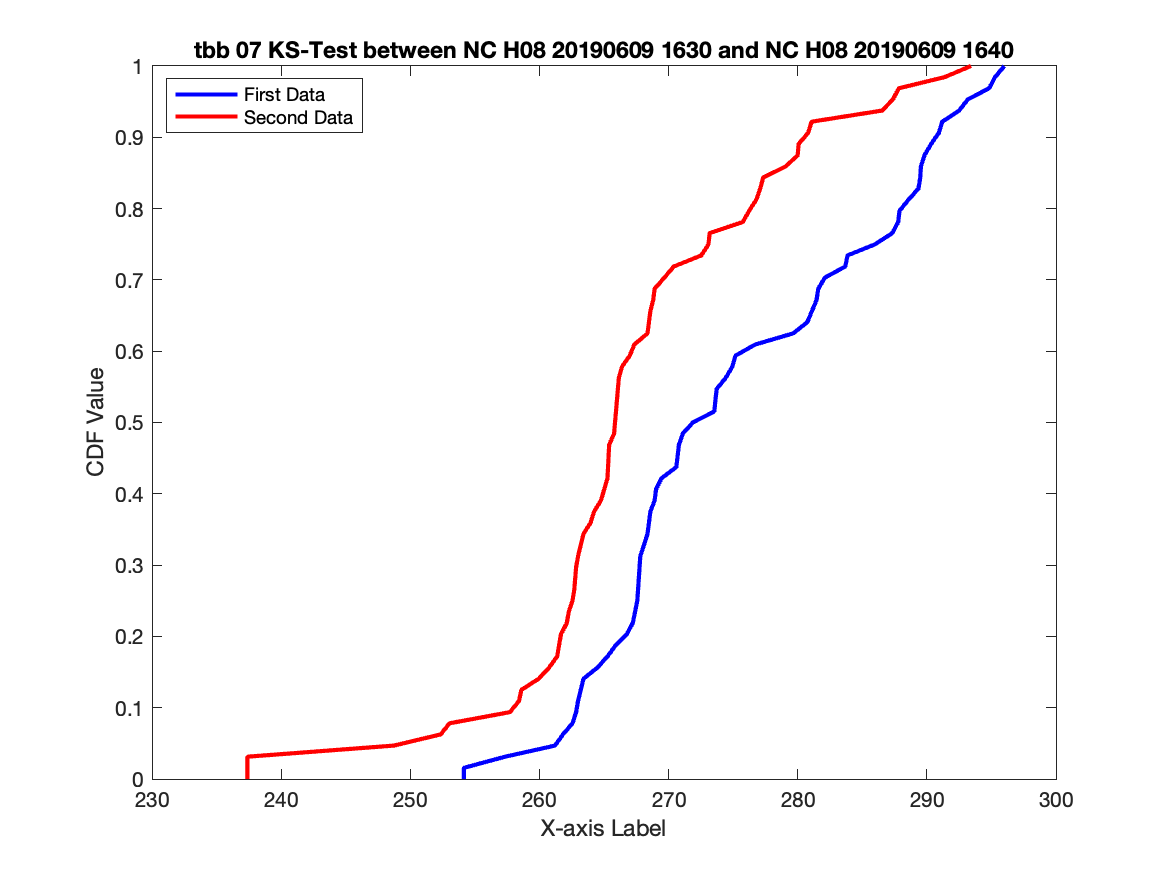 tbb 07 KS-Test between NC H08 20190609 1630 and NC H08 20190609 1640
First Data
Second Data
1
0.9
0.8
0.7
0.6
0.5
0.4
0.3
0.2
0.1
0
CDF Value
230 240 250 260 270 280 290 300
X-axis Label